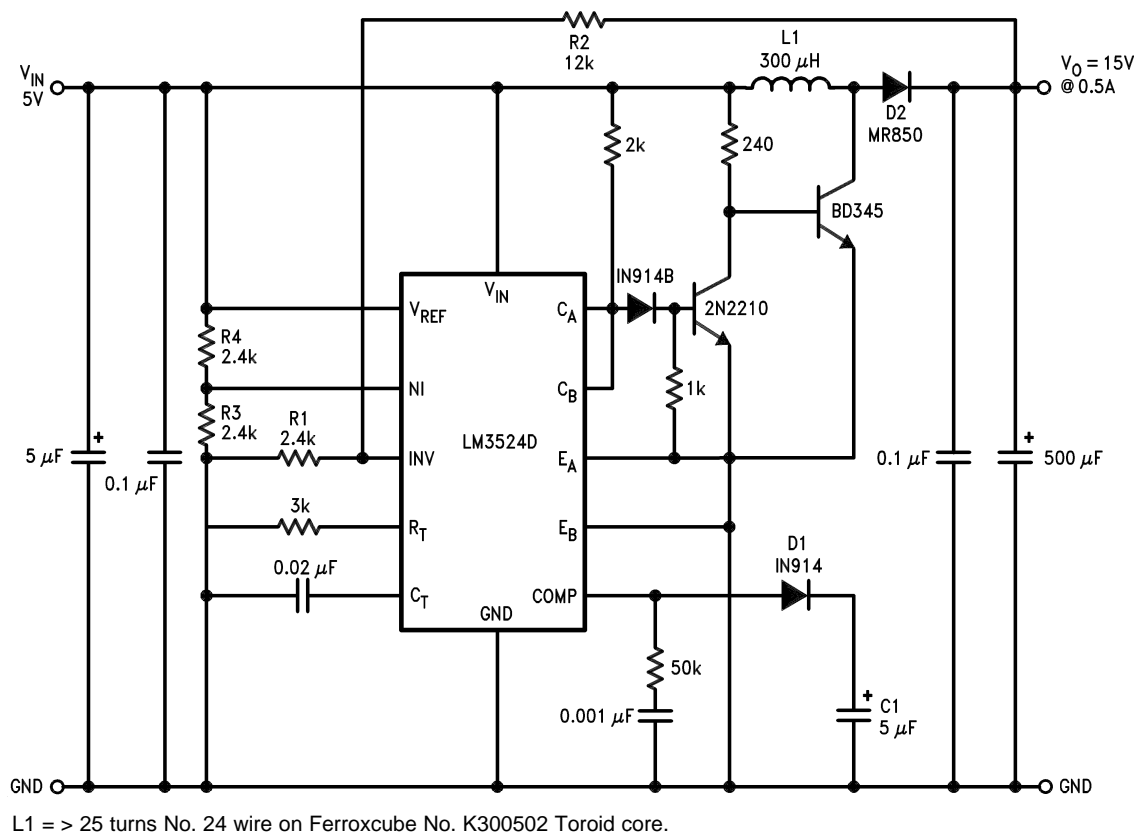 R2
12k
L1
300 μH
V_IN
5V
V_O = 15V
@ 0.5A
D2
MR850
2k
240
BD345
IN914B
2N2210
V_IN
V_REF
C_A
R4
2.4k
NI
C_B
1k
R3
2.4k
R1
2.4k
LM3524D
INV
E_A
5 μF
+
0.1 μF
0.1 μF
+
500 μF
3k
R_T
E_B
D1
IN914
0.02 μF
C_T
COMP
GND
50k
0.001 μF
+
C1
5 μF
GND
GND
L1 = > 25 turns No. 24 wire on Ferroxcube No. K300502 Toroid core.